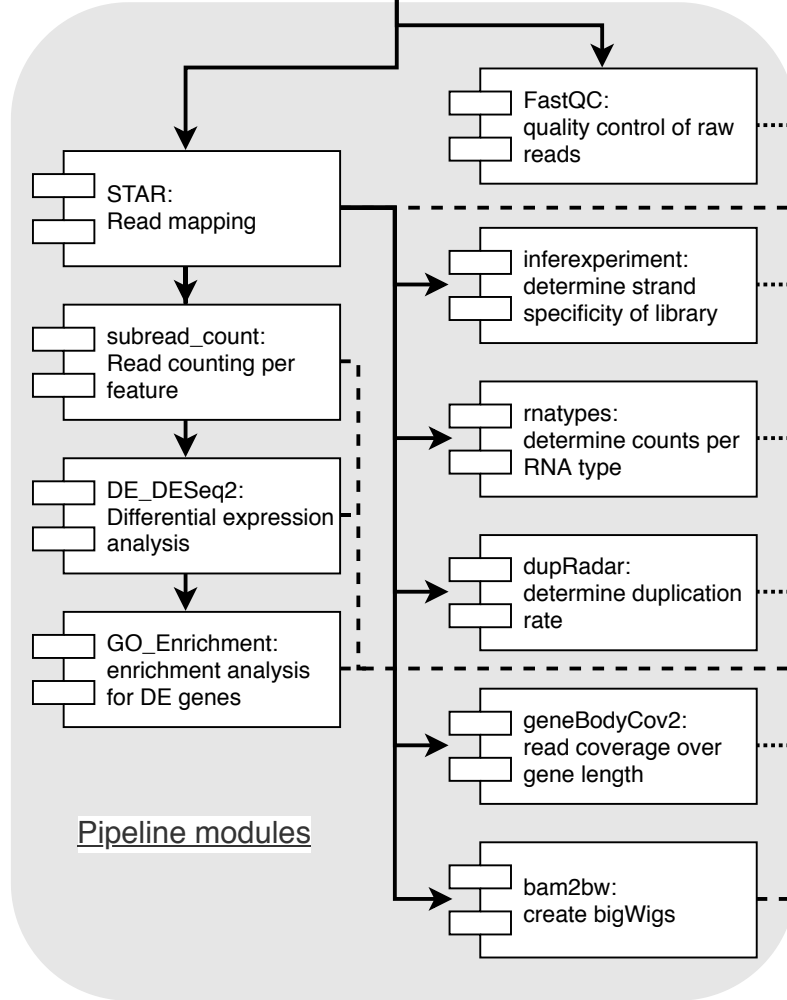 FastQC:
quality control of raw
reads
STAR:
Read mapping
inferexperiment:
determine strand
specificity of library
subread_count:
Read counting per
feature
rnatypes:
determine counts per
RNA type
DE_DESeq2:
Differential expression
analysis
dupRadar:
determine duplication
rate
GO_Enrichment:
enrichment analysis
for DE genes
geneBodyCov2:
read coverage over
gene length
Pipeline modules
bam2bw:
create bigWigs